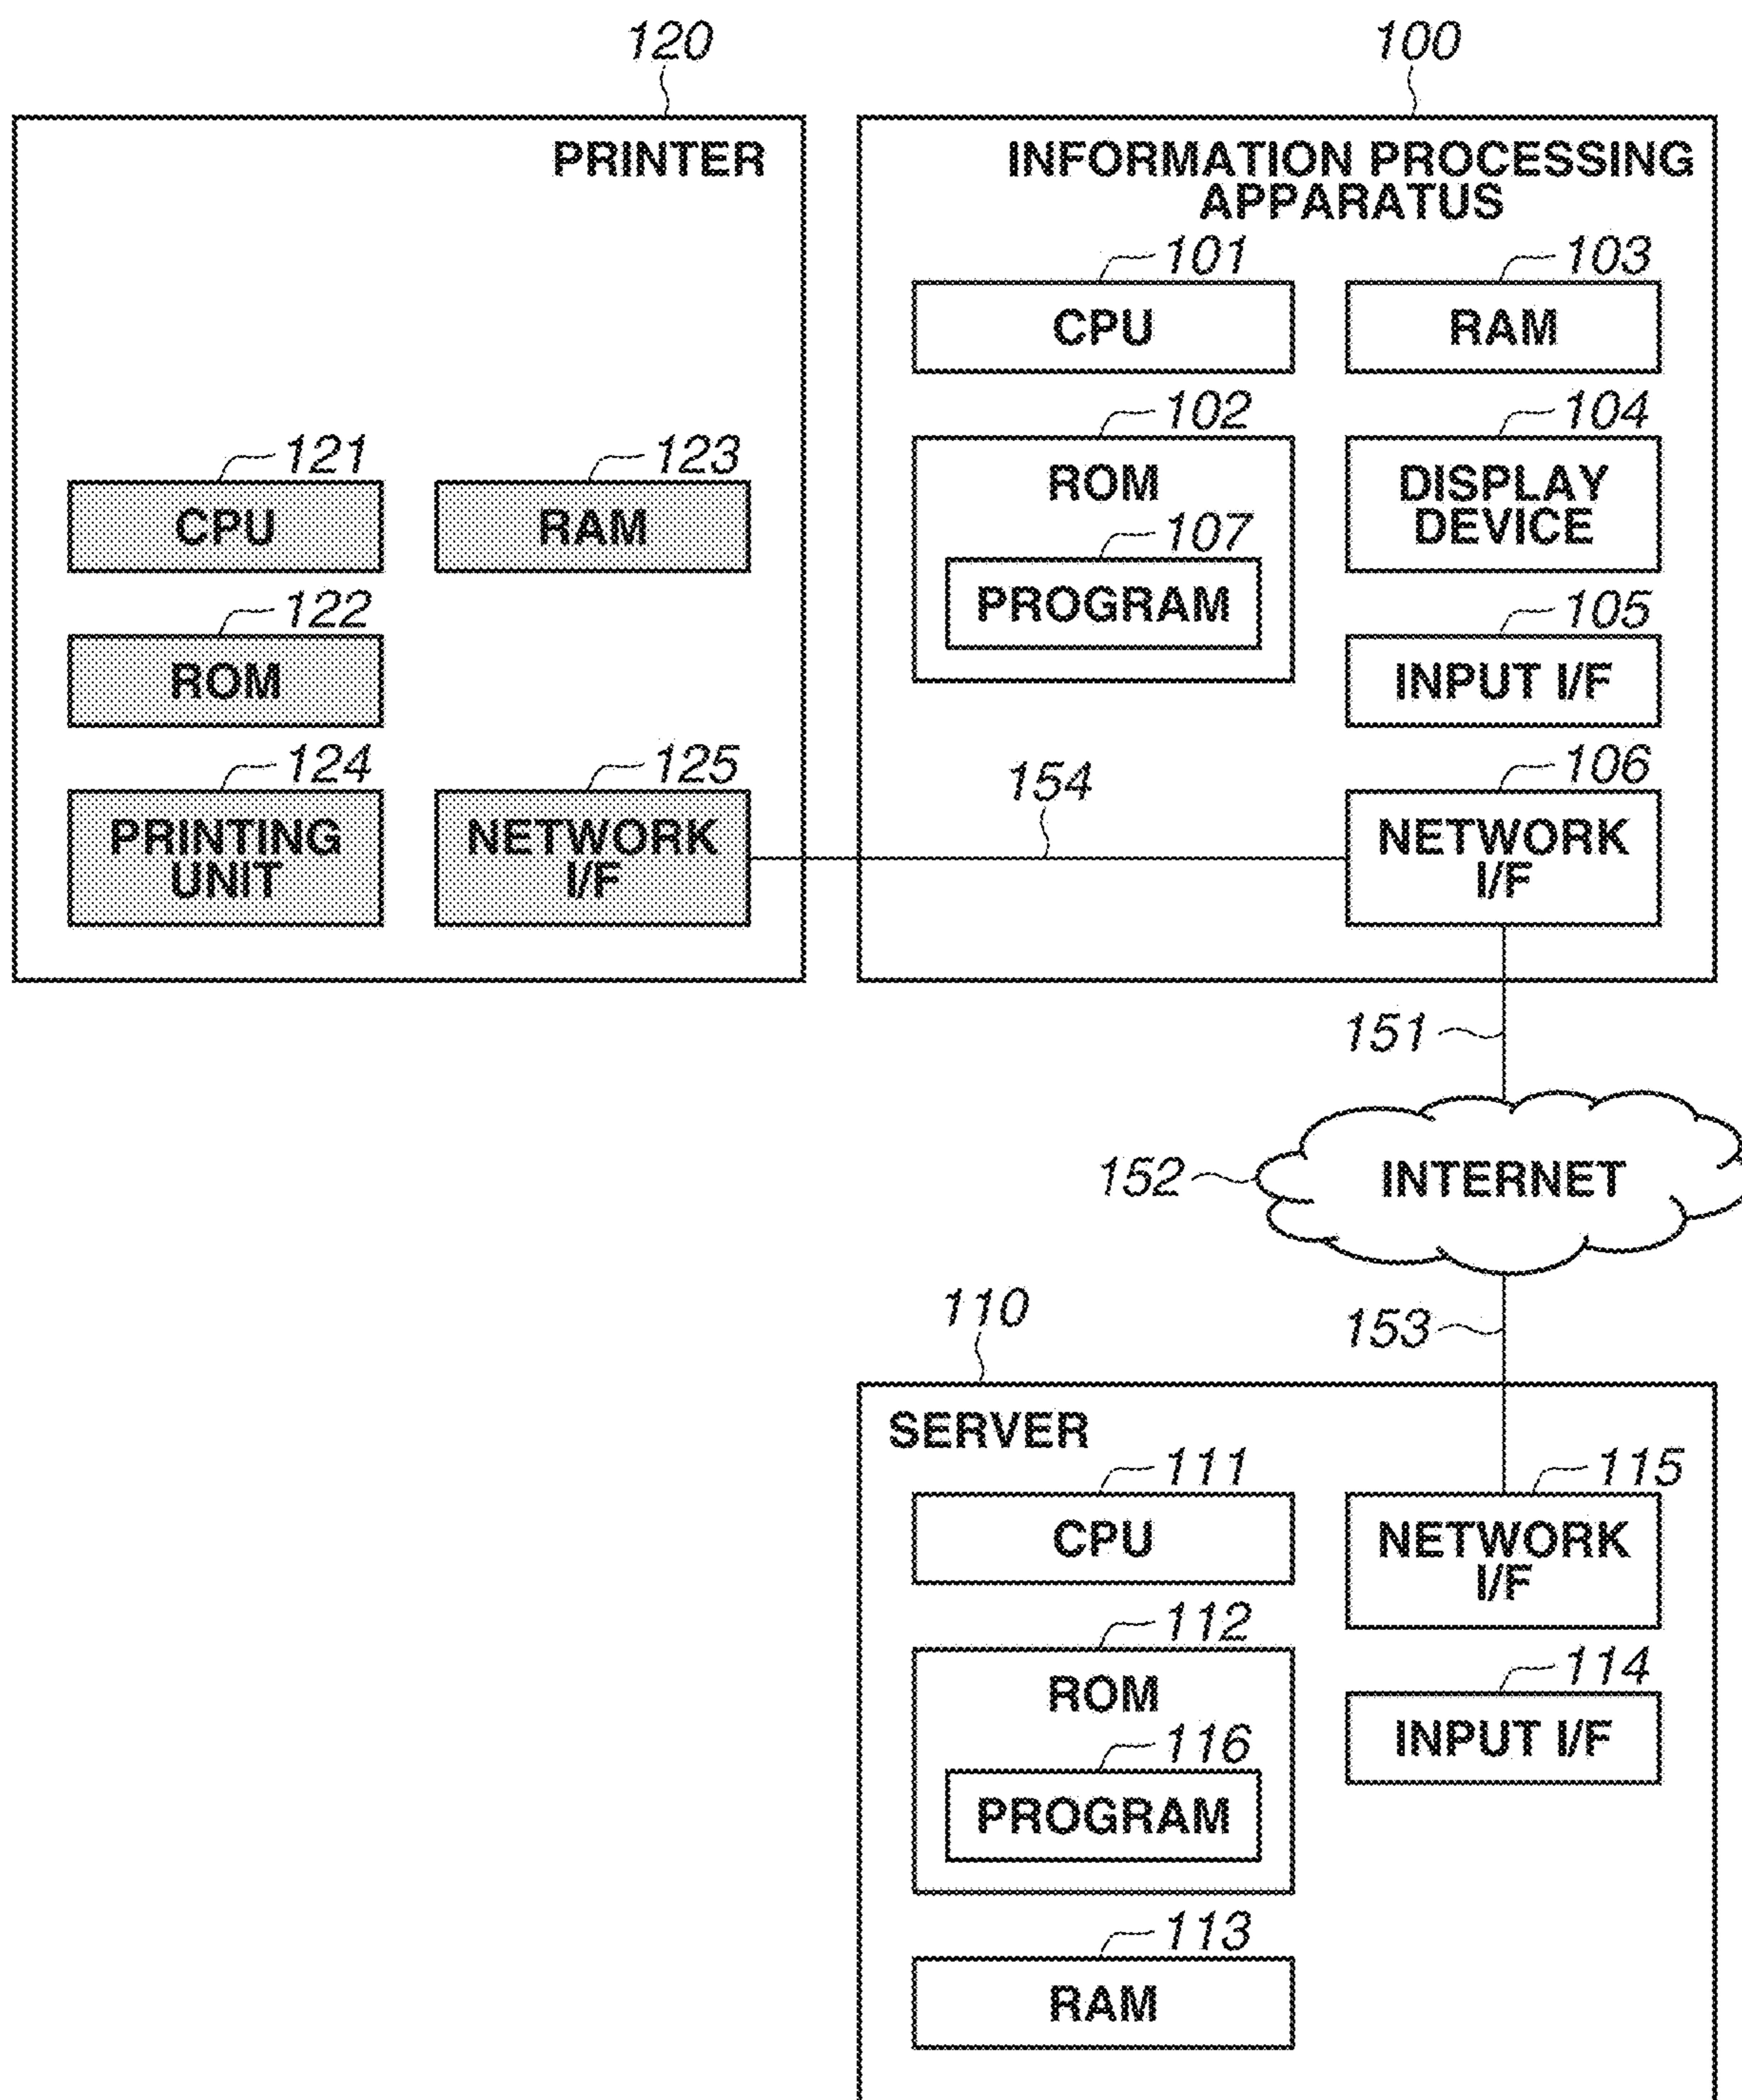 120
PRINTER
121
CPU
123
RAM
122
ROM
124
PRINTING
UNIT
125
NETWORK
I/F
154
100
INFORMATION PROCESSING
APPARATUS
101
CPU
103
RAM
102
ROM
107
PROGRAM
104
DISPLAY
DEVICE
105
INPUT I/F
106
NETWORK
I/F
151
152
INTERNET
153
110
SERVER
111
CPU
115
NETWORK
I/F
112
ROM
116
PROGRAM
114
INPUT I/F
113
RAM